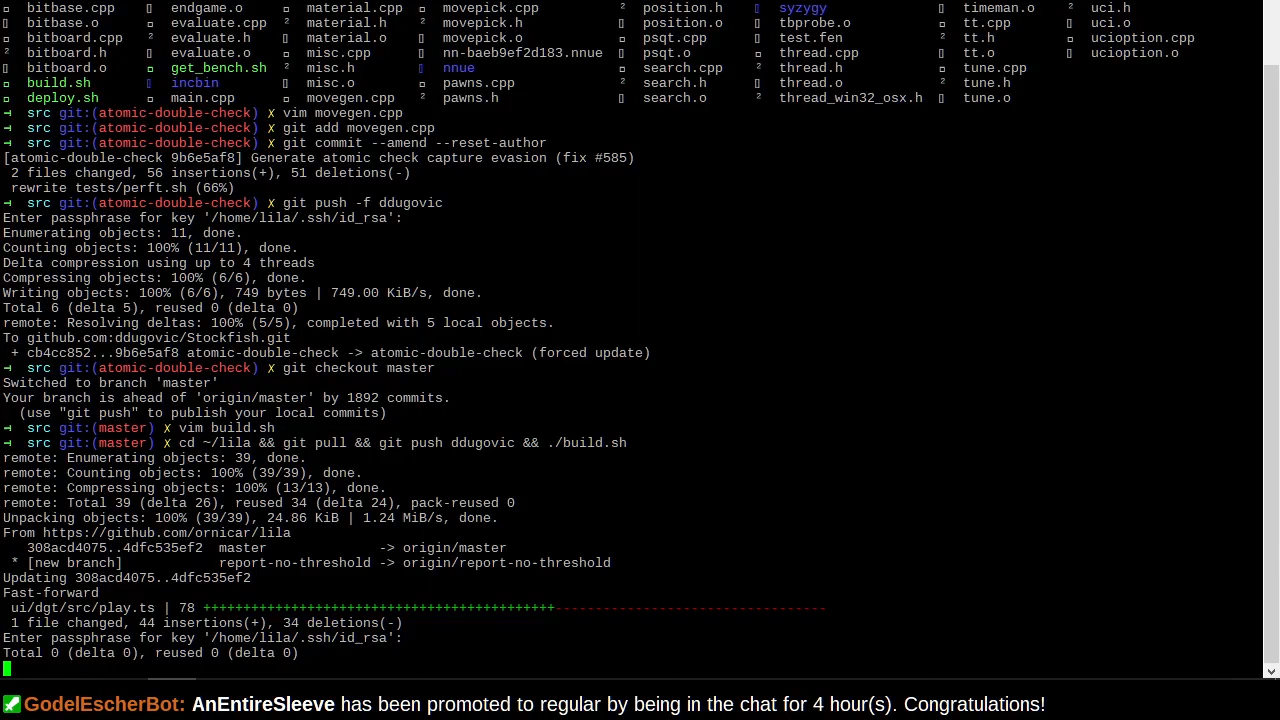 bitbase.cpp endgame.o material.cpp movepick.cpp position.h syzygy timeman.o uci.h
bitbase.o evaluate.cpp material.h movepick.h position.o tbprobe.o tt.cpp uci.o
bitboard.cpp evaluate.h material.o movepick.o psqt.cpp test.fen tt.h ucioption.cpp
bitboard.h evaluate.o misc.cpp nn-baeb9ef2d183.nnue psqt.o thread.cpp tt.o ucioption.o
bitboard.o get_bench.sh misc.h nnue search.cpp thread.h tune.cpp
build.sh incbin misc.o pawns.cpp search.h thread.o tune.h
deploy.sh main.cpp movegen.cpp pawns.h search.o thread_win32_osx.h tune.o
src git:(atomic-double-check) ✗ vim movegen.cpp
src git:(atomic-double-check) ✗ git add movegen.cpp
src git:(atomic-double-check) ✗ git commit --amend --reset-author
[atomic-double-check 9b6e5af8] Generate atomic check capture evasion (fix #585)
2 files changed, 56 insertions(+), 51 deletions(-)
rewrite tests/perft.sh (66%)
src git:(atomic-double-check) ✗ git push -f ddugovic
Enter passphrase for key '/home/lila/.ssh/id_rsa':
Enumerating objects: 11, done.
Counting objects: 100% (11/11), done.
Delta compression using up to 4 threads
Compressing objects: 100% (6/6), done.
Writing objects: 100% (6/6), 749 bytes | 749.00 KiB/s, done.
Total 6 (delta 5), reused 0 (delta 0)
remote: Resolving deltas: 100% (5/5), completed with 5 local objects.
To github.com:ddugovic/Stockfish.git
+ cb4cc852...9b6e5af8 atomic-double-check -> atomic-double-check (forced update)
src git:(atomic-double-check) ✗ git checkout master
Switched to branch 'master'
Your branch is ahead of 'origin/master' by 1892 commits.
(use "git push" to publish your local commits)
src git:(master) ✗ vim build.sh
src git:(master) ✗ cd ~/lila && git pull && git push ddugovic && ./build.sh
remote: Enumerating objects: 39, done.
remote: Counting objects: 100% (39/39), done.
remote: Compressing objects: 100% (13/13), done.
remote: Total 39 (delta 26), reused 34 (delta 24), pack-reused 0
Unpacking objects: 100% (39/39), 24.86 KiB | 1.24 MiB/s, done.
From https://github.com/ornicar/lila
308acd4075..4dfc535ef2 master -> origin/master
* [new branch] report-no-threshold -> origin/report-no-threshold
Updating 308acd4075..4dfc535ef2
Fast-forward
ui/dgt/src/play.ts | 78 ++++++++++++++++++++++++++++++++++++++++++++----------------------------------
1 file changed, 44 insertions(+), 34 deletions(-)
Enter passphrase for key '/home/lila/.ssh/id_rsa':
Total 0 (delta 0), reused 0 (delta 0)
GodelEscherBot: AnEntireSleeve has been promoted to regular by being in the chat for 4 hour(s). Congratulations!